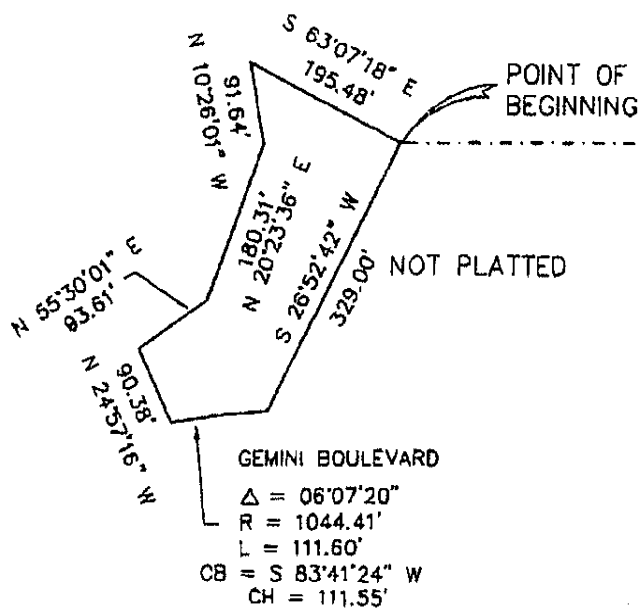 S 63°07'18" E
195.48'
POINT OF
BEGINNING
91.64'
N 10°26'01" W
180.31'
N 20°23'36" E
S 26°52'42" W
329.00'
NOT PLATTED
N 55°30'01" E
83.61'
90.38'
N 24°57'16" W
GEMINI BOULEVARD
Δ = 06°07'20"
R = 1044.41'
L = 111.60'
CB = S 83°41'24" W
CH = 111.55'